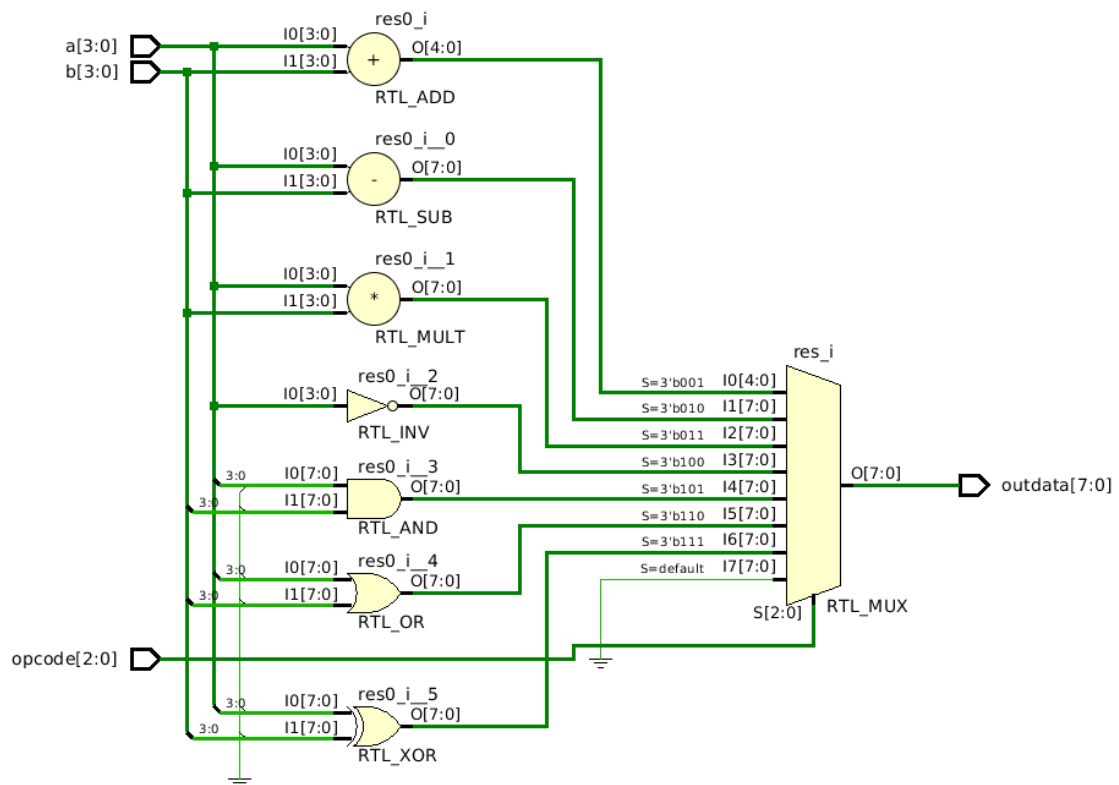 res0_i
a[3:0]
I0[3:0]
O[4:0]
b[3:0]
I1[3:0]
+
RTL_ADD
res0_i__0
I0[3:0]
O[7:0]
I1[3:0]
-
RTL_SUB
res0_i__1
I0[3:0]
O[7:0]
I1[3:0]
*
RTL_MULT
res_i
res0_i__2
I0[3:0]
O[7:0]
RTL_INV
S=3'b001
I0[4:0]
S=3'b010
I1[7:0]
S=3'b011
I2[7:0]
S=3'b100
I3[7:0]
S=3'b101
I4[7:0]
S=3'b110
I5[7:0]
S=3'b111
I6[7:0]
S=default
I7[7:0]
O[7:0]
outdata[7:0]
S[2:0]
RTL_MUX
res0_i__3
3:0
I0[7:0]
O[7:0]
3:0
I1[7:0]
RTL_AND
res0_i__4
3:0
I0[7:0]
O[7:0]
3:0
I1[7:0]
RTL_OR
opcode[2:0]
res0_i__5
3:0
I0[7:0]
O[7:0]
3:0
I1[7:0]
RTL_XOR